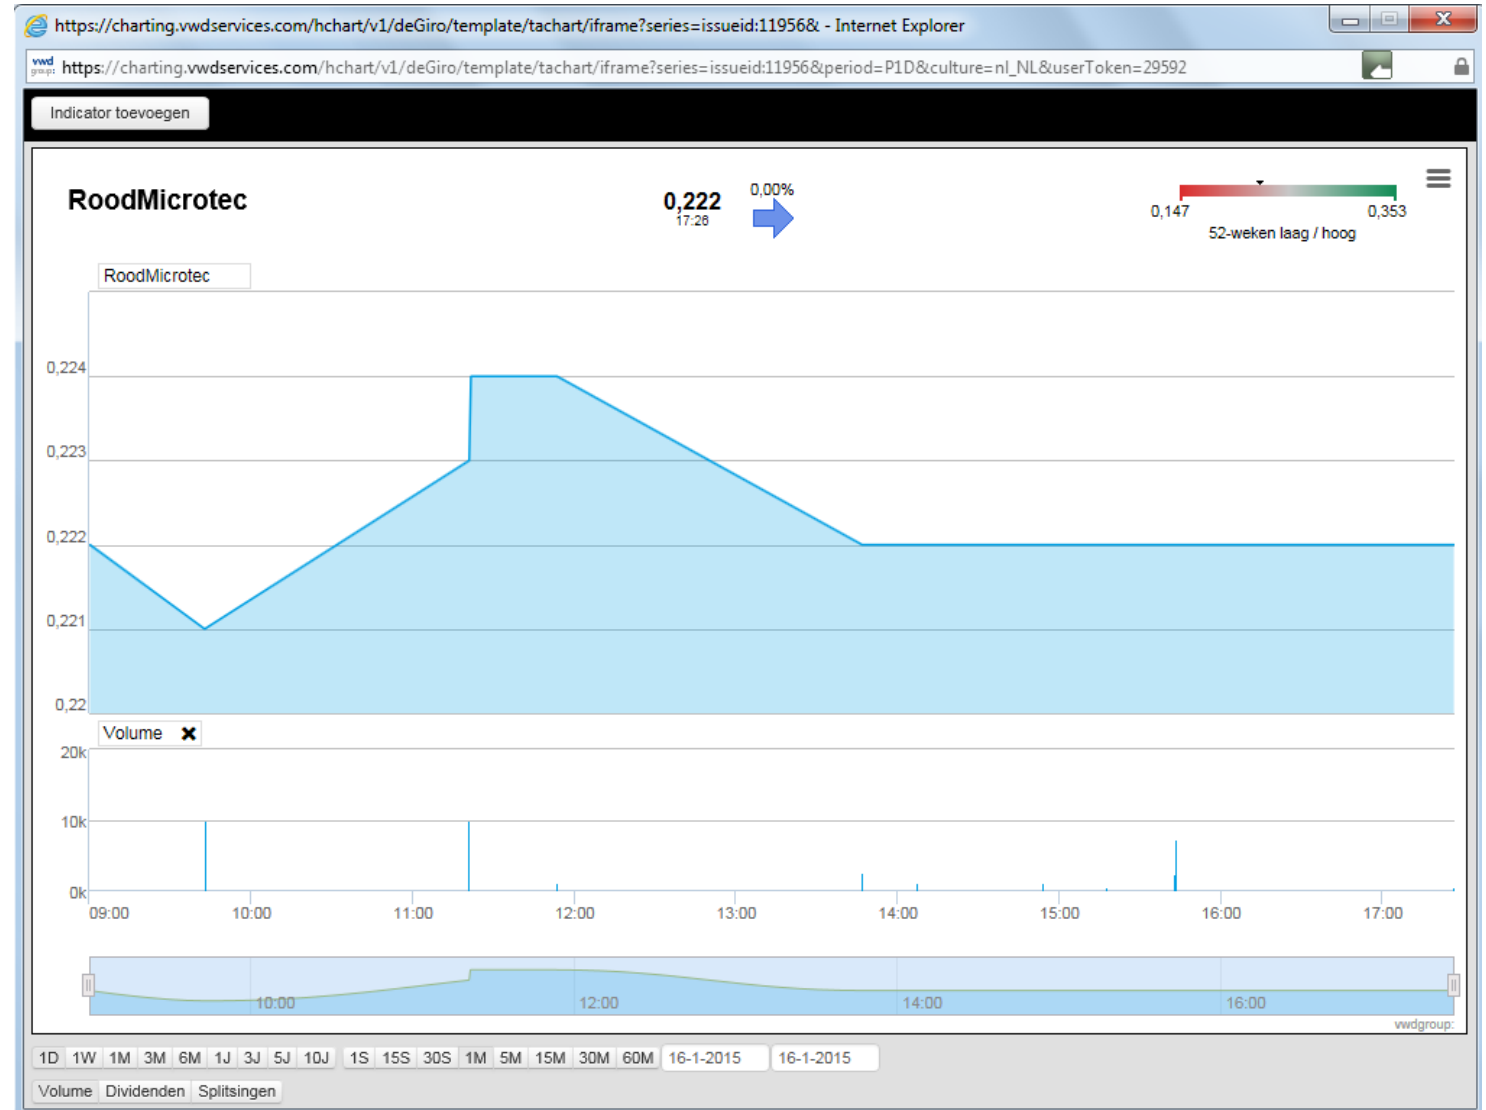 https://charting.vwdservices.com/hchart/v1/deGiro/template/tachart/iframe?series=issueid:11956& - Internet Explorer
vwd group: https://charting.vwdservices.com/hchart/v1/deGiro/template/tachart/iframe?series=issueid:11956&period=P1D&culture=nl_NL&userToken=29592
Indicator toevoegen
RoodMicrotec
0,222
17:26
0,00%
0,147 0,353
52-weken laag / hoog
RoodMicrotec
0,224
0,223
0,222
0,221
0,22
Volume
20k
10k
0k
09:00 10:00 11:00 12:00 13:00 14:00 15:00 16:00 17:00
10:00 12:00 14:00 16:00
vwdgroup:
1D 1W 1M 3M 6M 1J 3J 5J 10J 1S 15S 30S 1M 5M 15M 30M 60M 16-1-2015 16-1-2015
Volume Dividenden Splitsingen